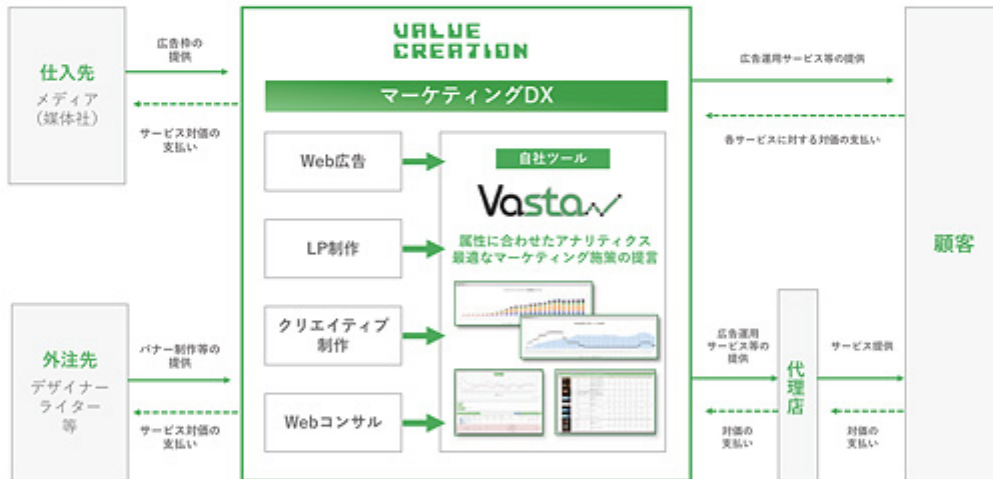 仕入先
メディア
(媒体社)
広告枠の
提供
サービス対価の
支払い
外注先
デザイナー
ライター
等
バナー制作等の
提供
サービス対価の
支払い
VALUE
CREATION
マーケティングDX
Web広告
LP制作
クリエイティブ
制作
Webコンサル
自社ツール
Vasta
属性に合わせたアナリティクス
最適なマーケティング施策の提言
広告運用サービス等の提供
各サービスに対する対価の支払い
広告運用
サービス等の
提供
対価の
支払い
代理店
サービス提供
対価の
支払い
顧客